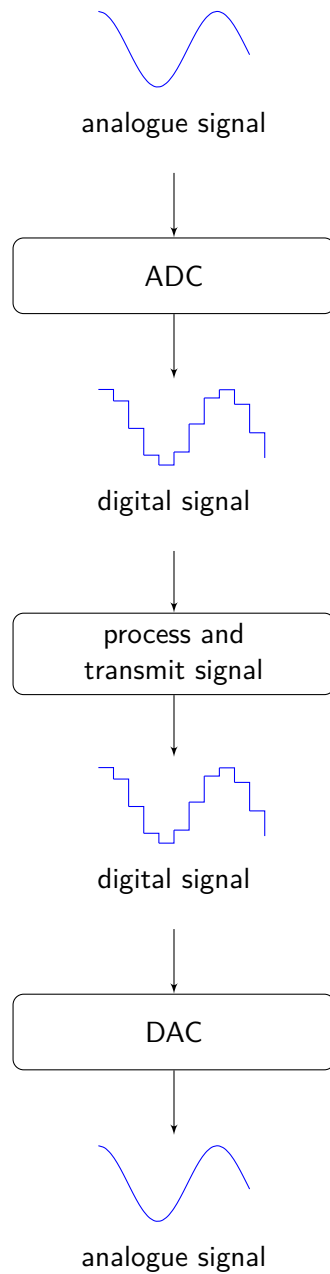 analogue signal
ADC
digital signal
process and
transmit signal
digital signal
DAC
analogue signal